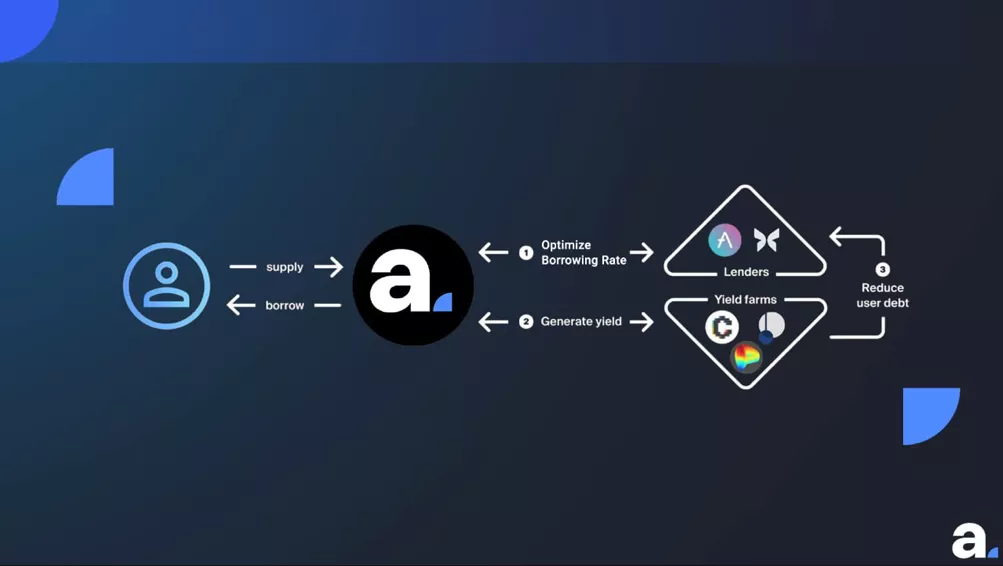 supply
borrow
a.
1 Optimize
Borrowing Rate
2 Generate yield
Lenders
Yield farms
3
Reduce
user debt
a.